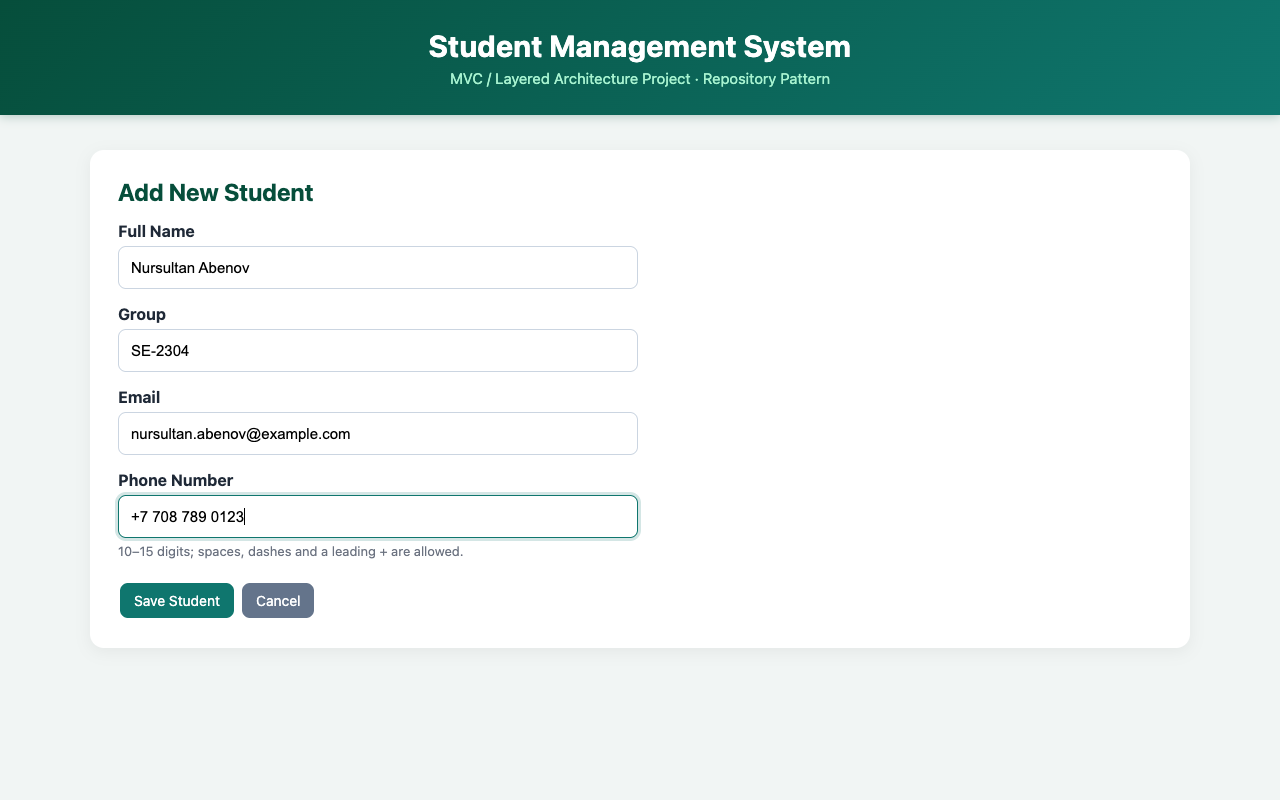 Student Management System
MVC / Layered Architecture Project · Repository Pattern
Add New Student
Full Name
Nursultan Abenov
Group
SE-2304
Email
nursultan.abenov@example.com
Phone Number
+7 708 789 0123
10–15 digits; spaces, dashes and a leading + are allowed.
Save Student Cancel